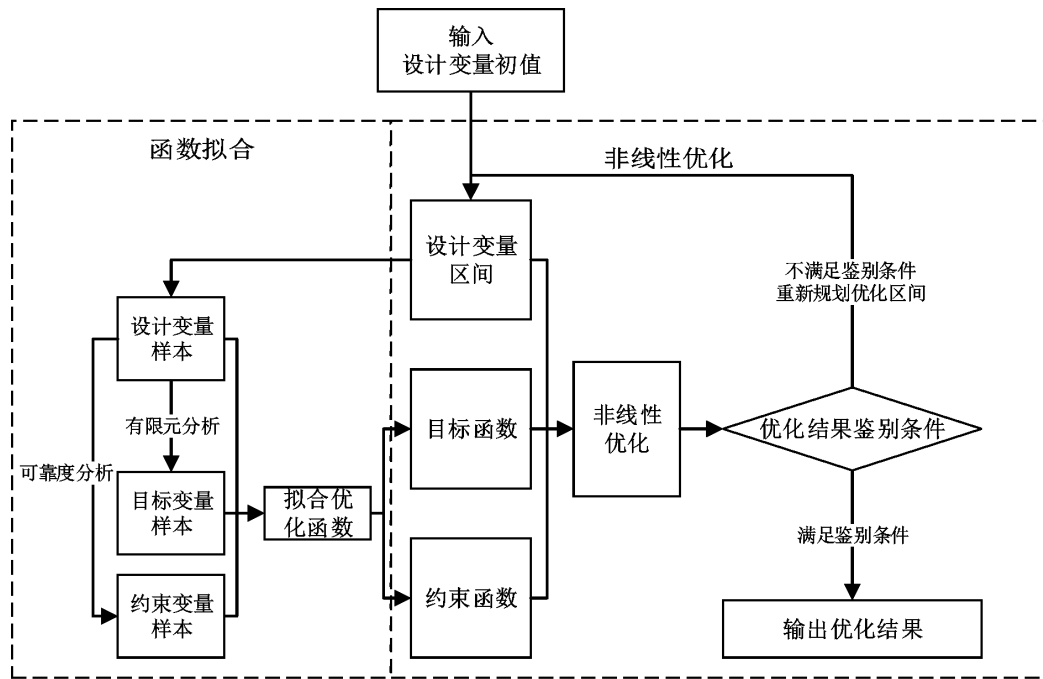 输入
设计变量初值
函数拟合
非线性优化
设计变量
区间
不满足鉴别条件
重新规划优化区间
设计变量
样本
有限元分析
可靠度分析
目标变量
样本
拟合优
化函数
约束变量
样本
目标函数
约束函数
非线性
优化
优化结果鉴别条件
满足鉴别条件
输出优化结果